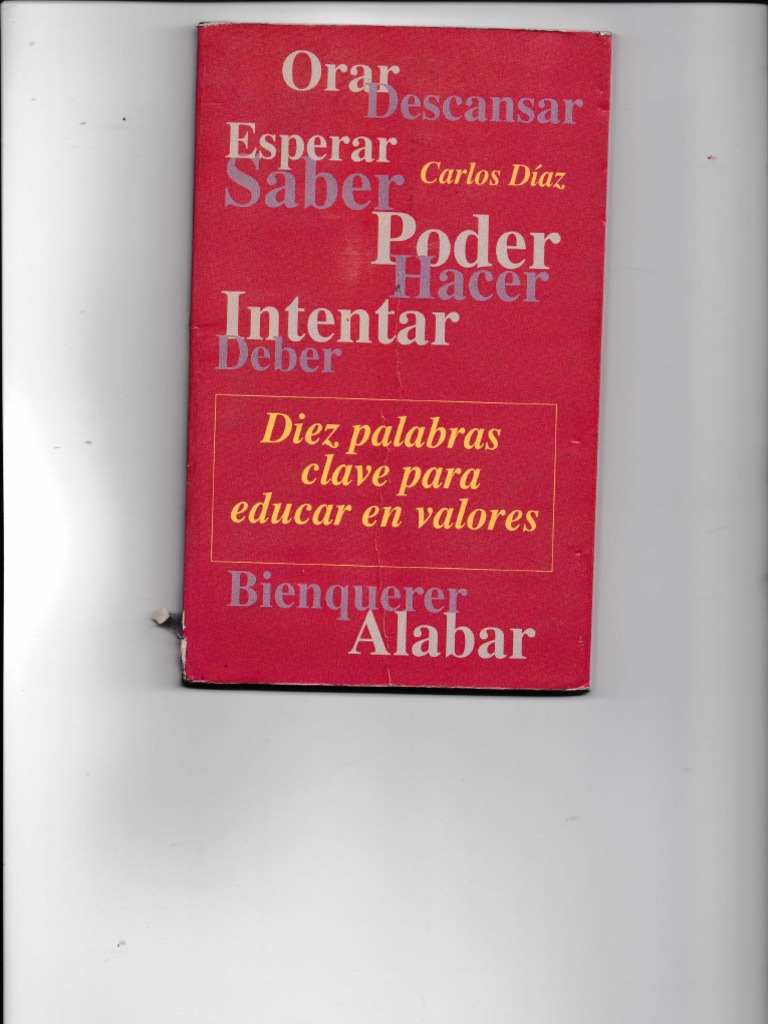 Orar
Descansar
Esperar
Saber
Carlos Díaz
Poder
Hacer
Intentar
Deber
Diez palabras
clave para
educar en valores
Bienquerer
Alabar